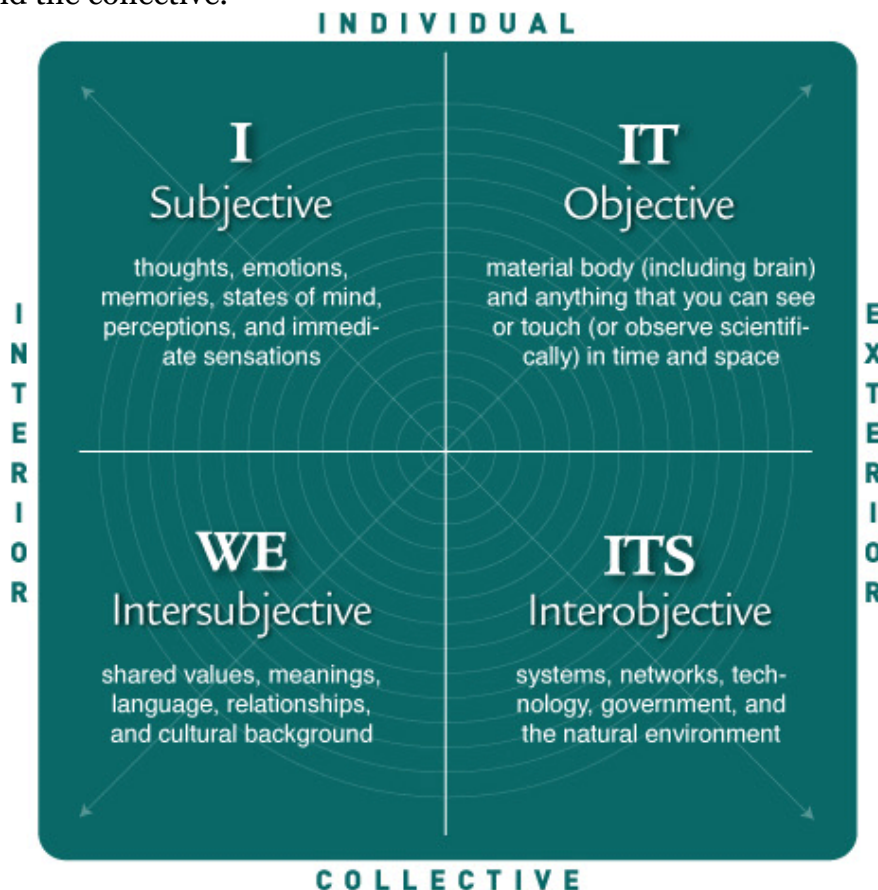 nd the collective.
INDIVIDUAL
I
Subjective
thoughts, emotions,
memories, states of mind,
perceptions, and immedi-
ate sensations
IT
Objective
material body (including brain)
and anything that you can see
or touch (or observe scientifi-
cally) in time and space
INTERIOR
EXTERIOR
WE
Intersubjective
shared values, meanings,
language, relationships,
and cultural background
ITS
Interobjective
systems, networks, tech-
nology, government, and
the natural environment
COLLECTIVE